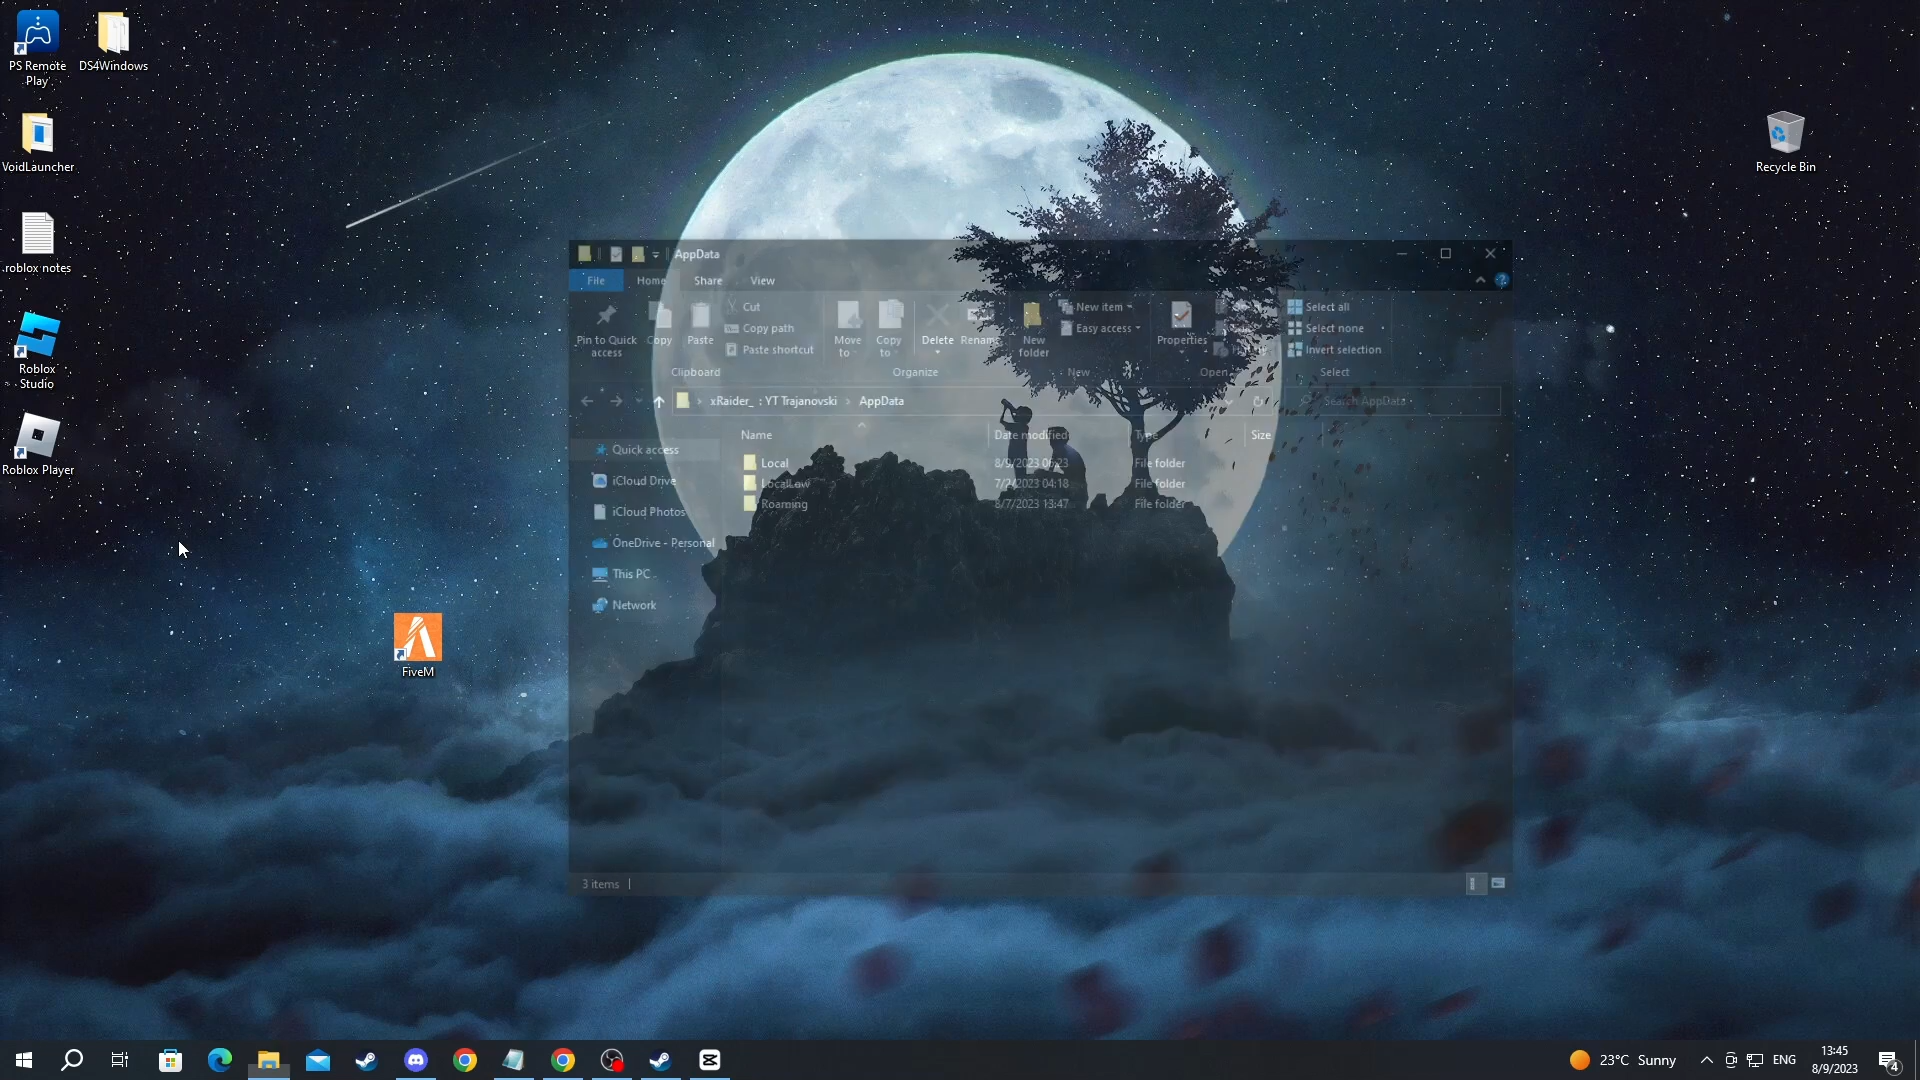 PS Remote
Play
DS4Windows
VoidLauncher
roblox notes
Roblox
Studio
Roblox Player
FiveM
Recycle Bin
AppData
File
Home
Share
View
Pin to Quick
access
Copy
Paste
Cut
Copy path
Paste shortcut
Clipboard
Move
to
Copy
to
Delete
Rename
Organize
New
folder
New item
Easy access
New
Properties
Open
Select all
Select none
Invert selection
Select
xRaider_ : YT Trajanovski › AppData
Search AppData
Name
Date modified
Type
Size
Local 8/9/2023 06:23 File folder
LocalLow 7/2/2023 04:18 File folder
Roaming 8/7/2023 13:47 File folder
Quick access
iCloud Drive
iCloud Photos
OneDrive - Personal
This PC
Network
3 items
23°C Sunny
ENG
13:45
8/9/2023
4